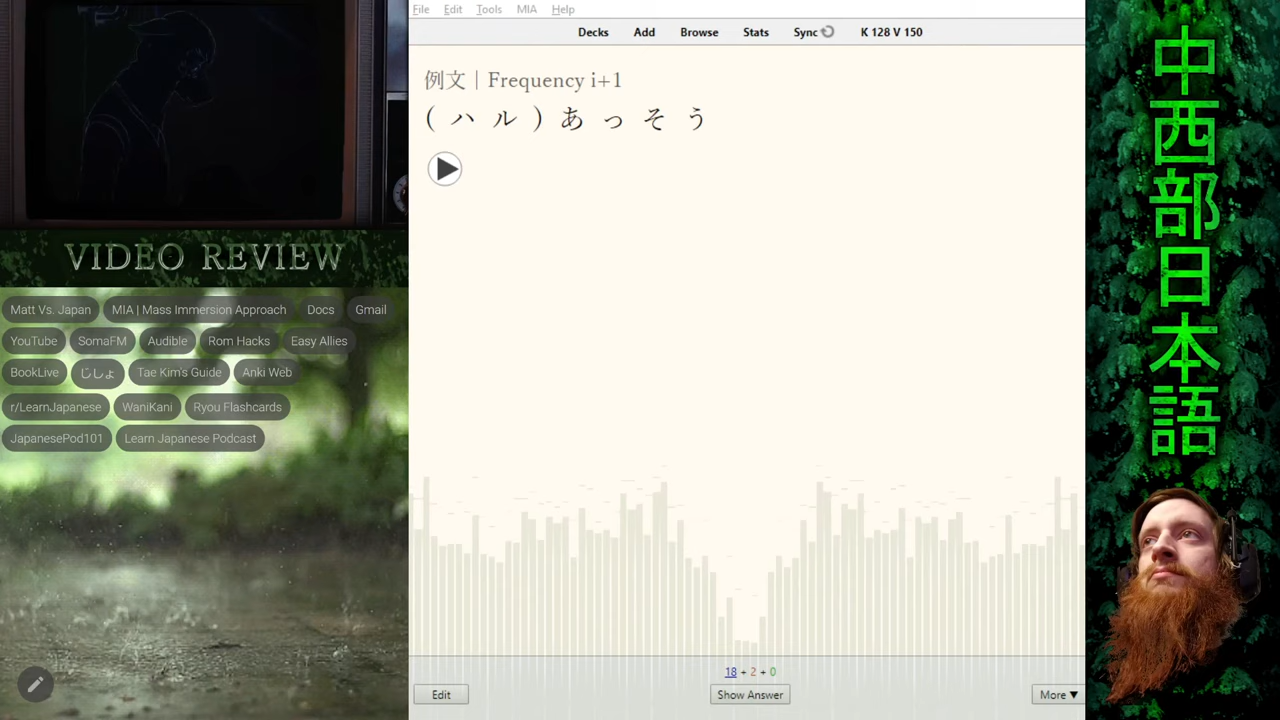 File Edit Tools MIA Help
Decks Add Browse Stats Sync K 128 V 150
例文 | Frequency i+1
(ハル)あっそう
VIDEO REVIEW
Matt Vs. Japan MIA | Mass Immersion Approach Docs Gmail
YouTube SomaFM Audible Rom Hacks Easy Allies
BookLive じしょ Tae Kim's Guide Anki Web
r/LearnJapanese WaniKani Ryou Flashcards
JapanesePod101 Learn Japanese Podcast
18 + 2 + 0
Edit Show Answer More ▼
中西部日本語